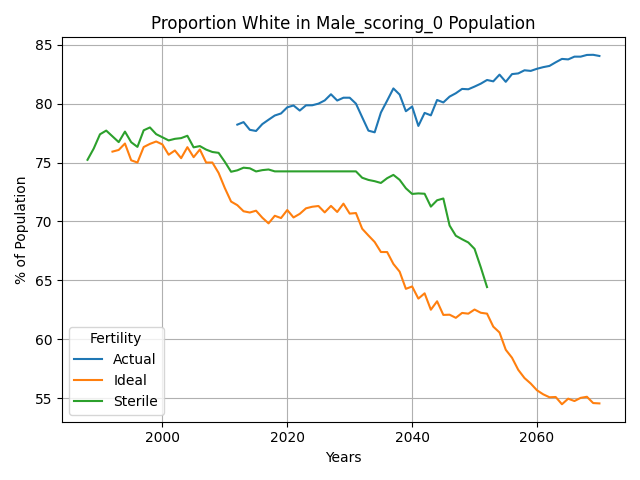 Proportion White in Male_scoring_0 Population
85
80
75
70
65
60
55
% of Population
Fertility
Actual
Ideal
Sterile
2000
2020
2040
2060
Years